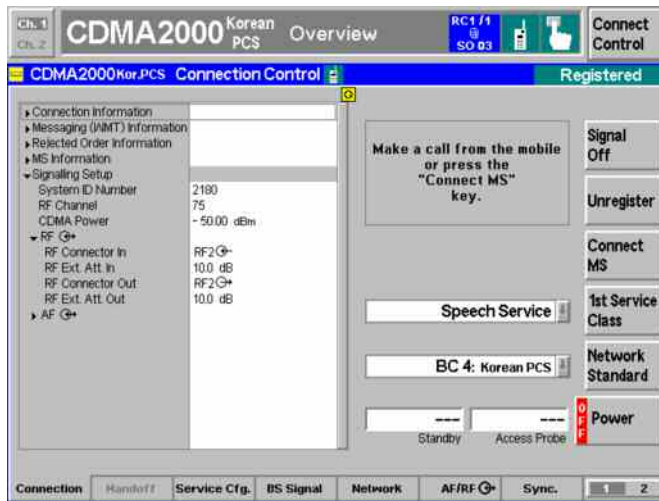 Ch. 1
Ch. 2
CDMA2000 Korean PCS Overview
RC1 /1
@
SO 03
Connect Control
CDMA2000 Kor.PCS Connection Control
Registered
Connection Information
Messaging (IWMT) Information
Rejected Order Information
MS Information
Signaling Setup
System ID Number 2180
RF Channel 75
CDMA Power - 50.00 dBm
RF
RF Connector In RF2
RF Ext. Att. In 10.0 dB
RF Connector Out RF2
RF Ext. Att. Out 10.0 dB
AF
Make a call from the mobile
or press the
"Connect MS"
key.
Speech Service
BC 4: Korean PCS
--- ---
Standby Access Probe
Signal Off
Unregister
Connect MS
1st Service Class
Network Standard
OFF Power
Connection Handoff Service Cfg. BS Signal Network AF/RF Sync. 1 2